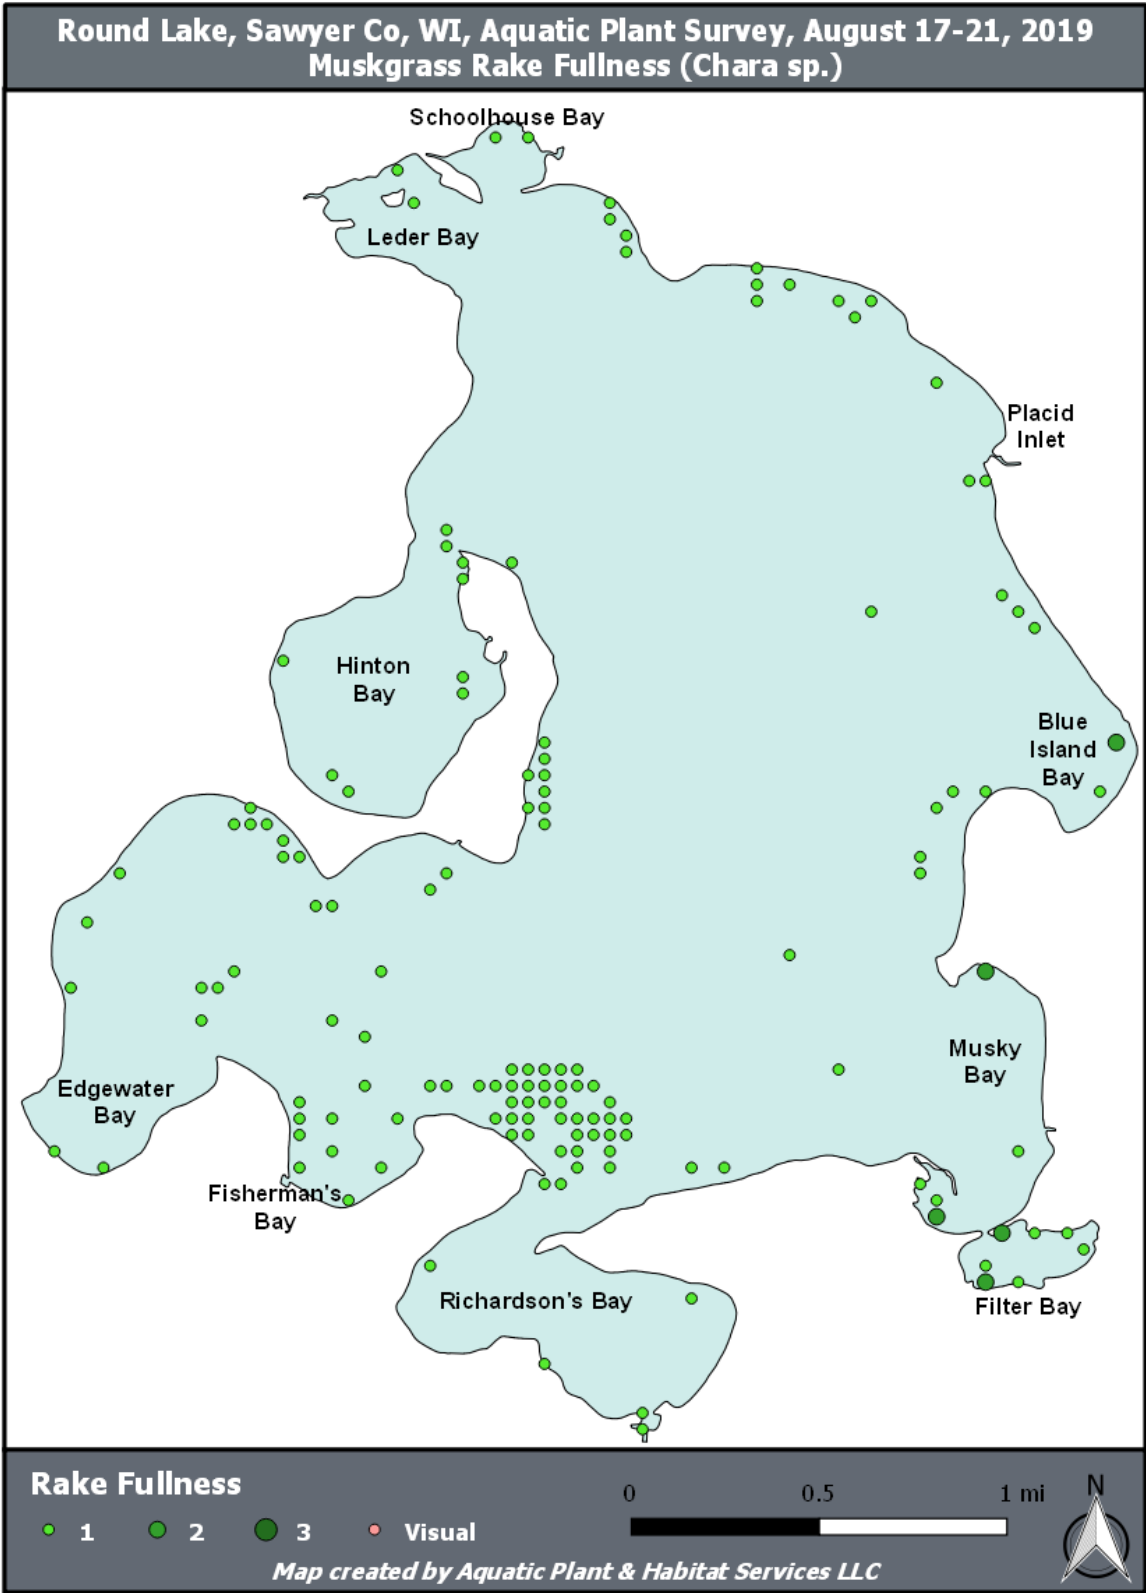 Round Lake, Sawyer Co, WI, Aquatic Plant Survey, August 17-21, 2019
Muskgrass Rake Fullness (Chara sp.)
Schoolhouse Bay
Leder Bay
Placid
Inlet
Hinton
Bay
Blue
Island
Bay
Musky
Bay
Edgewater
Bay
Fisherman's
Bay
Richardson's Bay
Filter Bay
Rake Fullness
1 2 3 Visual
0 0.5 1 mi
N
Map created by Aquatic Plant & Habitat Services LLC